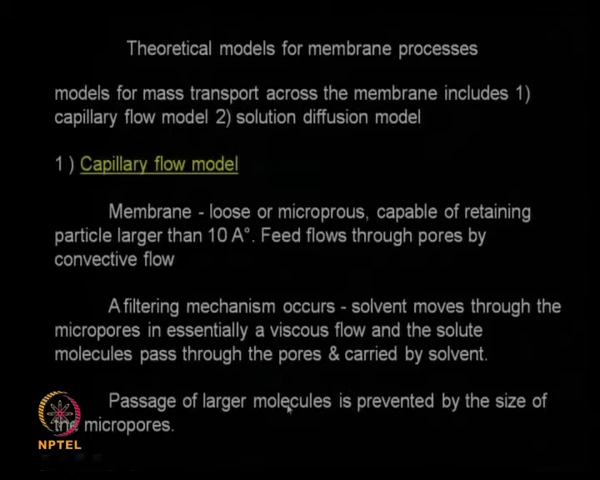 Theoretical models for membrane processes
models for mass transport across the membrane includes 1)
capillary flow model 2) solution diffusion model
1 ) Capillary flow model
Membrane - loose or microprous, capable of retaining
particle larger than 10 A°. Feed flows through pores by
convective flow
A filtering mechanism occurs - solvent moves through the
micropores in essentially a viscous flow and the solute
molecules pass through the pores & carried by solvent.
Passage of larger molecules is prevented by the size of
the micropores.
NPTEL